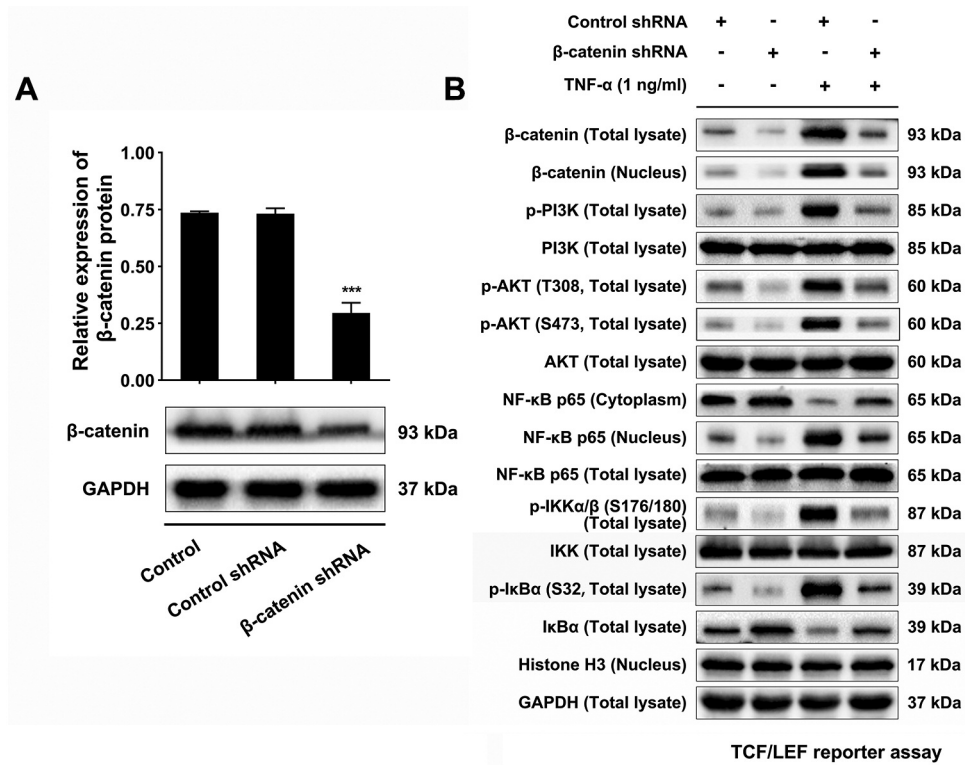 A
Relative expression of
β-catenin protein
1.00
0.75
0.50
0.25
0.00
***
β-catenin
93 kDa
GAPDH
37 kDa
Control
Control shRNA
β-catenin shRNA
B
Control shRNA + - + -
β-catenin shRNA - + - +
TNF-α (1 ng/ml) - - + +
β-catenin (Total lysate) 93 kDa
β-catenin (Nucleus) 93 kDa
p-PI3K (Total lysate) 85 kDa
PI3K (Total lysate) 85 kDa
p-AKT (T308, Total lysate) 60 kDa
p-AKT (S473, Total lysate) 60 kDa
AKT (Total lysate) 60 kDa
NF-κB p65 (Cytoplasm) 65 kDa
NF-κB p65 (Nucleus) 65 kDa
NF-κB p65 (Total lysate) 65 kDa
p-IKKα/β (S176/180)
(Total lysate) 87 kDa
IKK (Total lysate) 87 kDa
p-IκBα (S32, Total lysate) 39 kDa
IκBα (Total lysate) 39 kDa
Histone H3 (Nucleus) 17 kDa
GAPDH (Total lysate) 37 kDa
TCF/LEF reporter assay